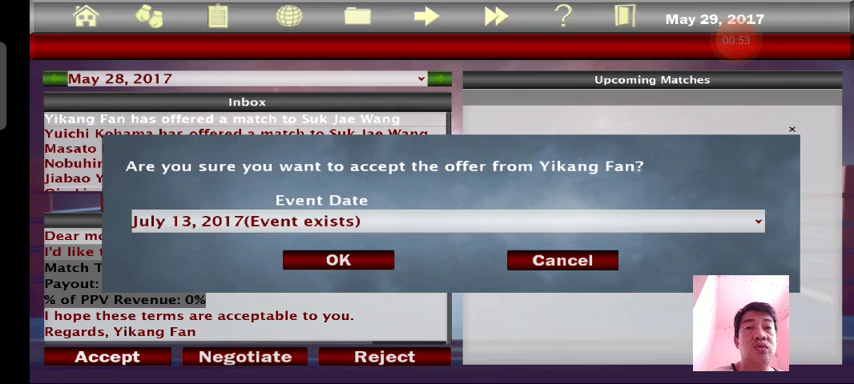 May 29, 2017
00:53
May 28, 2017
Upcoming Matches
Inbox
Yikang Fan has offered a match to Suk Jae Wang
Yuichi Kohama has offered a match to Suk Jae Wang
Masato
Nobuhir
Jiabao Y
×
Are you sure you want to accept the offer from Yikang Fan?
Event Date
July 13, 2017(Event exists)
OK
Cancel
Dear mo
I'd like t
Match T
Payout:
% of PPV Revenue: 0%
I hope these terms are acceptable to you.
Regards, Yikang Fan
Accept
Negotiate
Reject